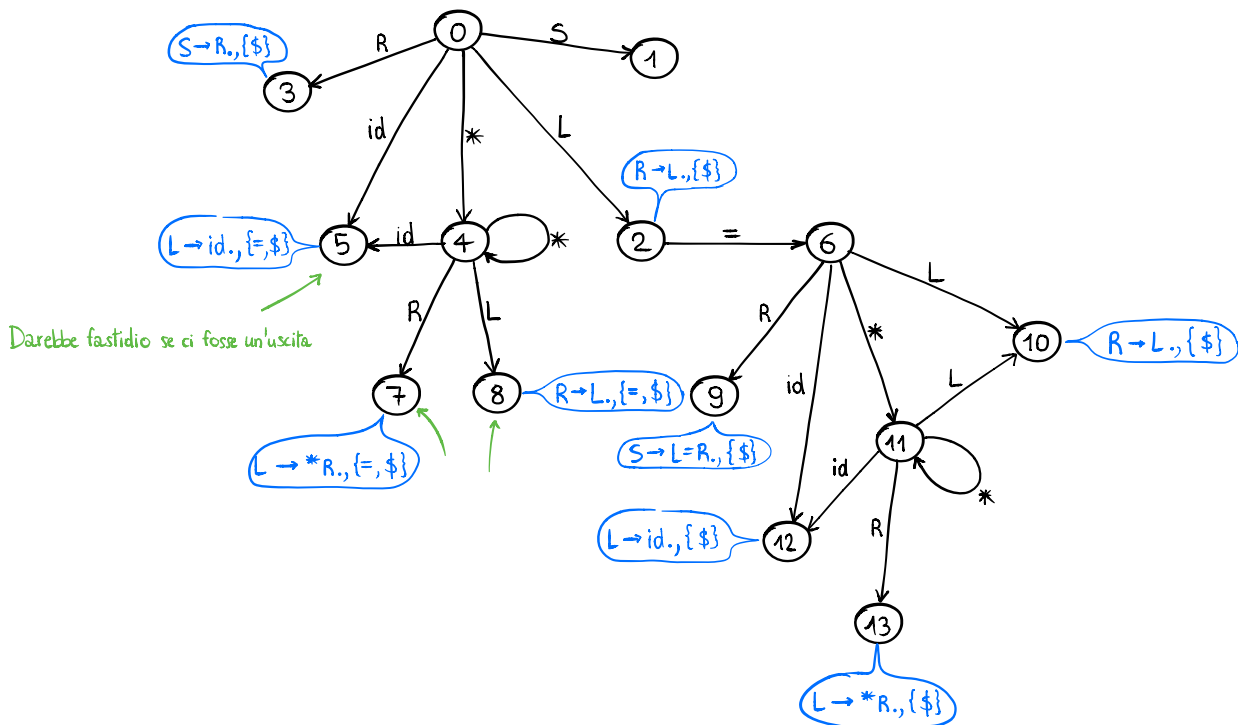 0
S
R
S→R.,{$}
1
3
id
*
L
R→L.,{$}
L→id.,{=,$}
5
id
4
*
2
=
6
L
Darebbe fastidio se ci fosse un'uscita
R
L
R
*
id
10
R→L.,{$}
7
8
R→L.,{=,$}
9
L
L→*R.,{=,$}
S→L=R.,{$}
11
id
*
R
L→id.,{$}
12
13
L→*R.,{$}